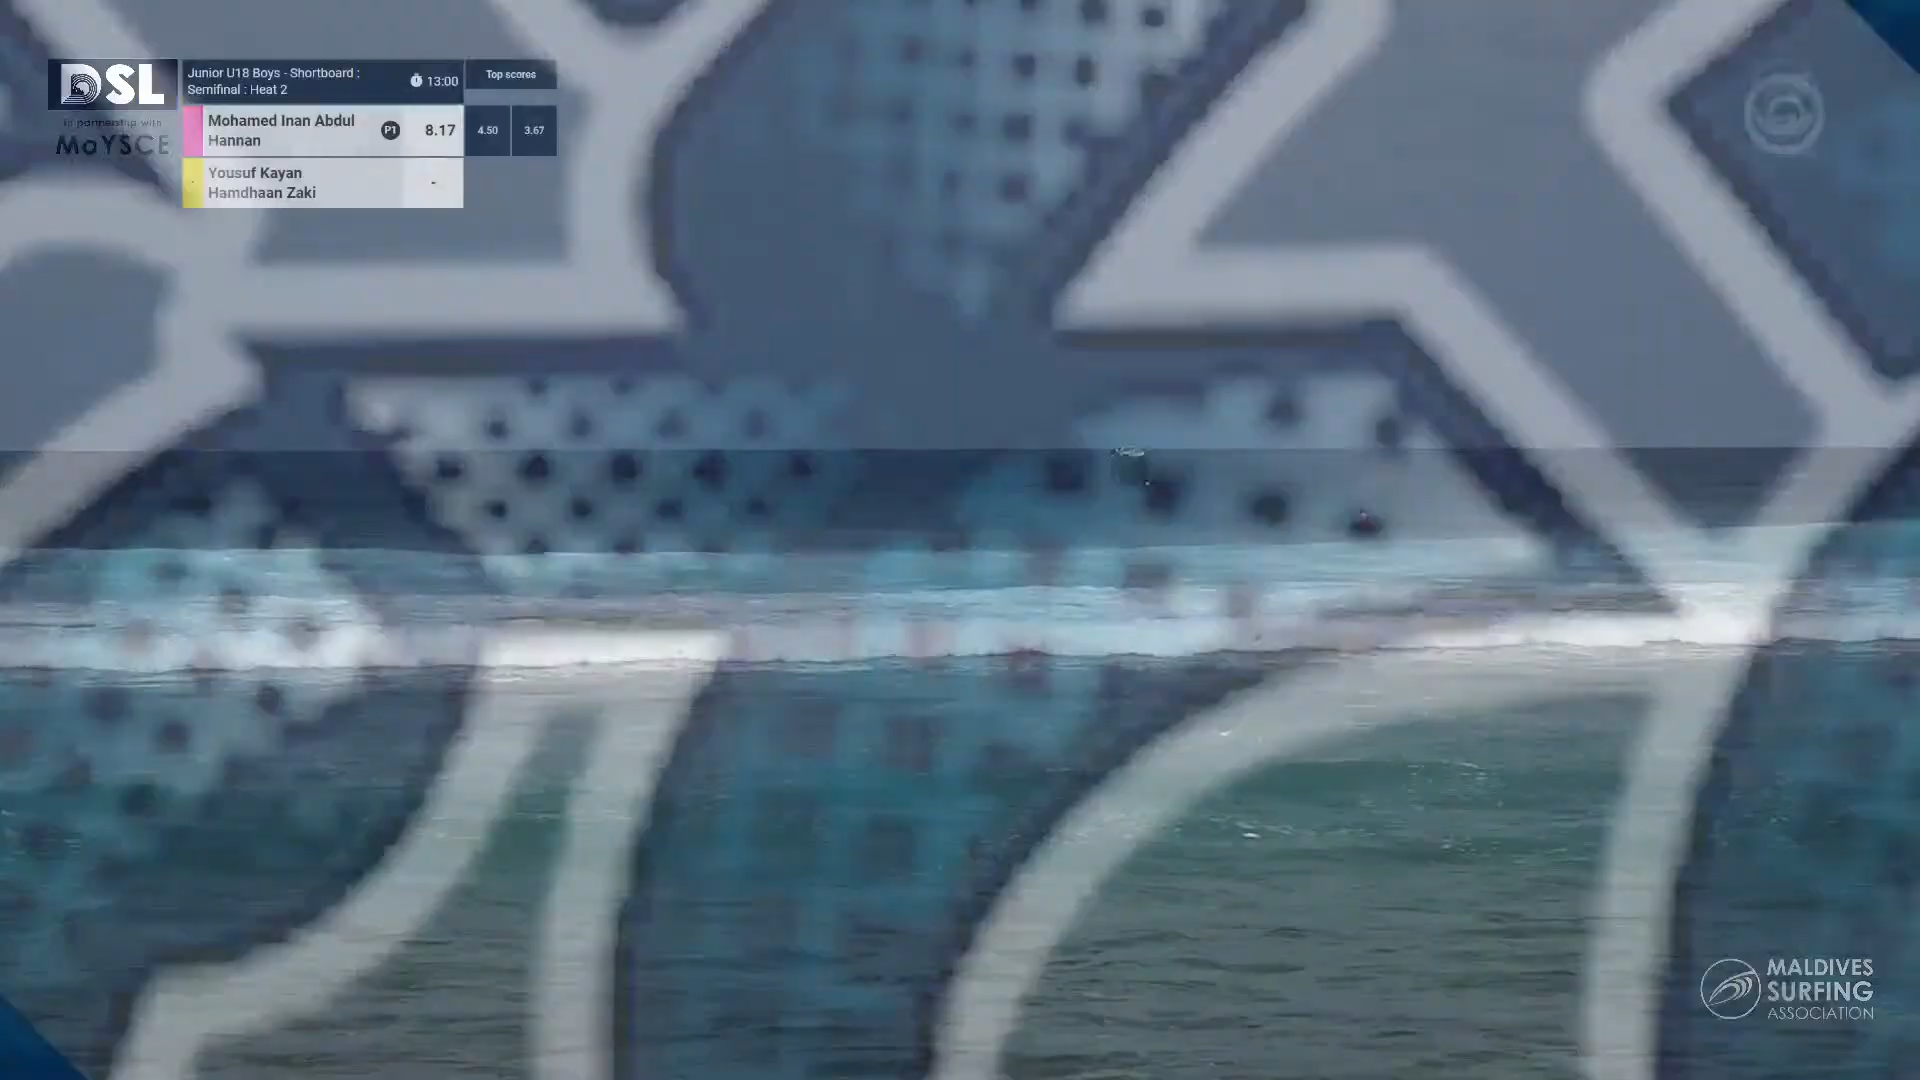 DSL
in partnership with
MoYSCE
Junior U18 Boys - Shortboard :
Semifinal : Heat 2
13:00
Top scores
Mohamed Inan Abdul
Hannan
P1
8.17
4.50
3.67
Yousuf Kayan
Hamdhaan Zaki
-
MALDIVES
SURFING
ASSOCIATION